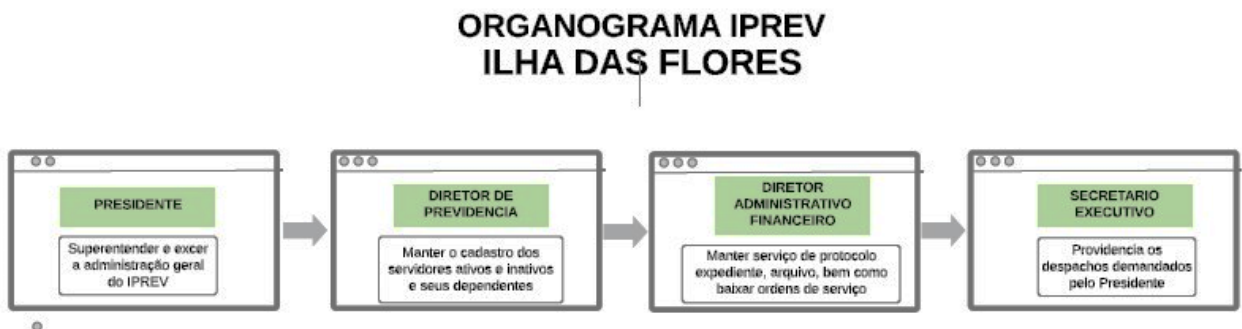 ORGANOGRAMA IPREV
ILHA DAS FLORES
PRESIDENTE
Superentender e excer
a administração geral
do IPREV
DIRETOR DE
PREVIDENCIA
Manter o cadastro dos
servidores ativos e inativos
e seus dependentes
DIRETOR
ADMINISTRATIVO
FINANCEIRO
Manter serviço de protocolo
expediente, arquivo, bem como
baixar ordens de serviço
SECRETARIO
EXECUTIVO
Providencia os
despachos demandados
pelo Presidente